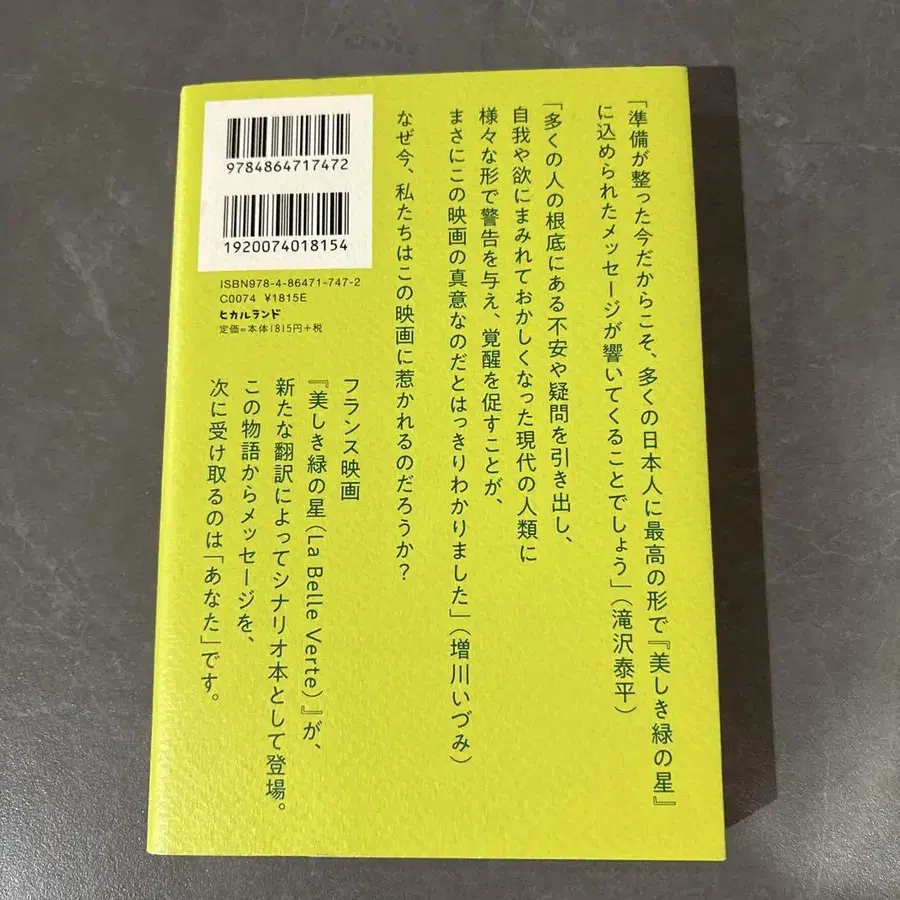 「準備が整った今だからこそ、多くの日本人に最高の形で『美しき緑の星』
に込められたメッセージが響いてくることでしょう」(滝沢泰平)
「多くの人の根底にある不安や疑問を引き出し、
自我や欲にまみれておかしくなった現代の人類に
様々な形で警告を与え、覚醒を促すことが、
まさにこの映画の真意なのだとはっきりわかりました」(増川いづみ)
なぜ今、私たちはこの映画に惹かれるのだろうか?
フランス映画
『美しき緑の星(La Belle Verte)』が、
新たな翻訳によってシナリオ本として登場。
この物語からメッセージを、
次に受け取るのは「あなた」です。
9784864717472
1920074018154
ISBN978-4-86471-747-2
C0074 ¥1815E
ヒカルランド
定価=本体1815円+税